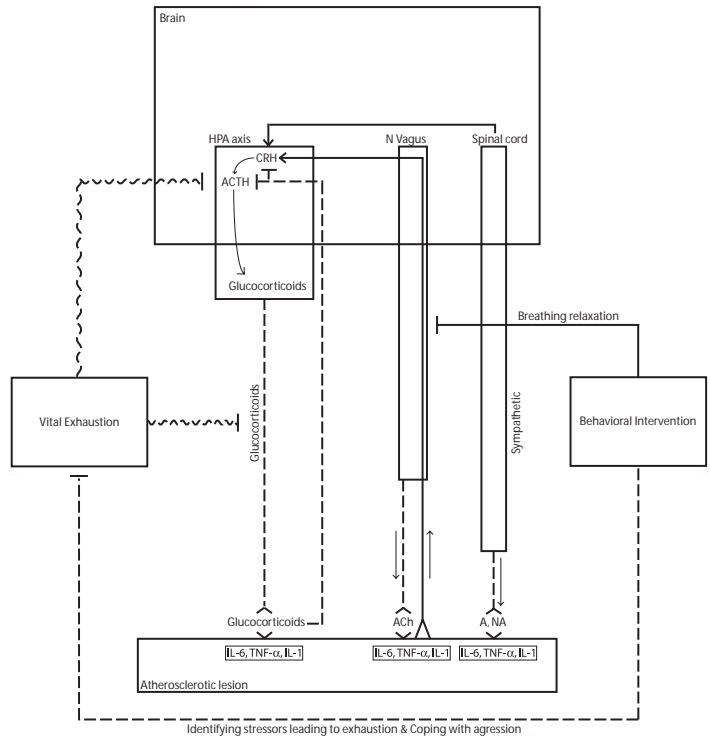 Brain
HPA axis
N Vagus
Spinal cord
CRH
ACTH
Glucocorticoids
Breathing relaxation
Vital Exhaustion
Glucocorticoids
Sympathetic
Behavioral Intervention
Glucocorticoids
ACh
A, NA
IL-6, TNF-α, IL-1
IL-6, TNF-α, IL-1
IL-6, TNF-α, IL-1
Atherosclerotic lesion
Identifying stressors leading to exhaustion & Coping with agression